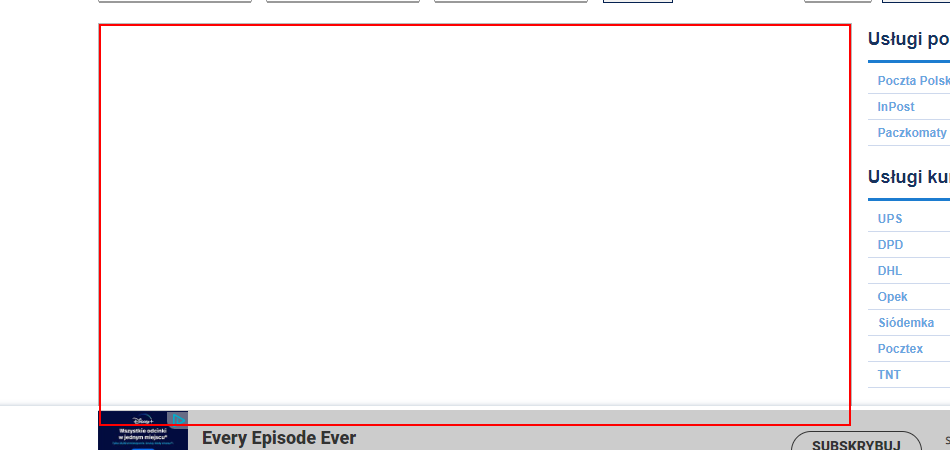 Usługi po
Poczta Polsk
InPost
Paczkomaty
Usługi ku
UPS
DPD
DHL
Opek
Siódemka
Pocztex
TNT
Disney+
Wszystkie odcinki
w jednym miejscu*
Every Episode Ever
SUBSKRYBUJ